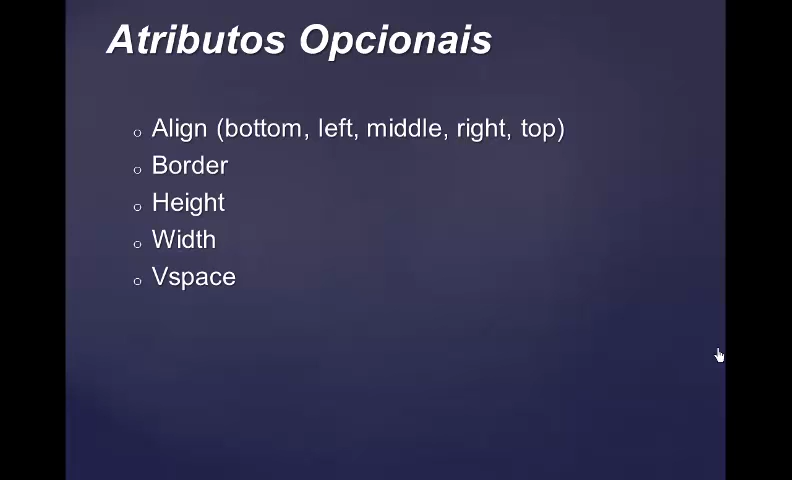 Atributos Opcionais
Align (bottom, left, middle, right, top)
Border
Height
Width
Vspace